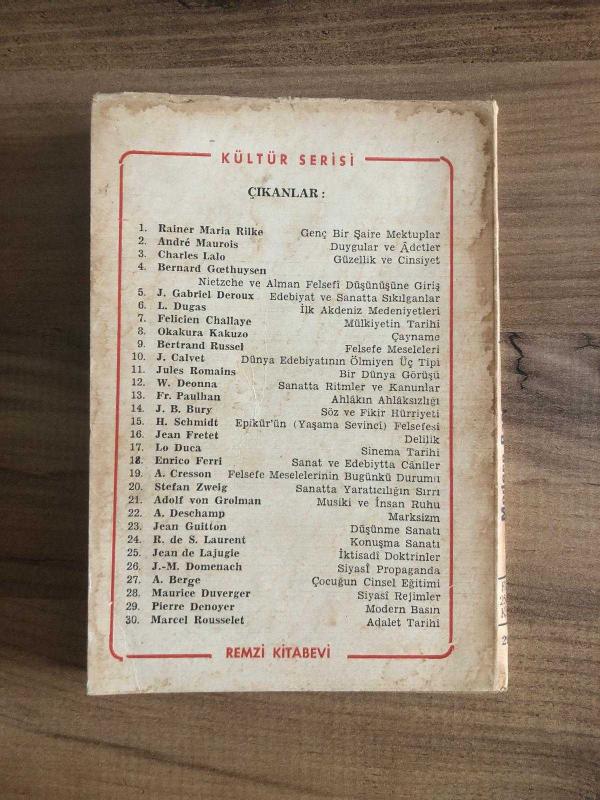 KÜLTÜR SERİSİ
ÇIKANLAR :
1. Rainer Maria Rilke Genç Bir Şaire Mektuplar
2. André Maurois Duygular ve Âdetler
3. Charles Lalo Güzellik ve Cinsiyet
4. Bernard Gœthuysen
Nietzche ve Alman Felsefî Düşünüşüne Giriş
5. J. Gabriel Deroux Edebiyat ve Sanatta Sıkılganlar
6. L. Dugas İlk Akdeniz Medeniyetleri
7. Felicien Challaye Mülkiyetin Tarihi
8. Okakura Kakuzo Çayname
9. Bertrand Russel Felsefe Meseleleri
10. J. Calvet Dünya Edebiyatının Ölmiyen Üç Tipi
11. Jules Romains Bir Dünya Görüşü
12. W. Deonna Sanatta Ritmler ve Kanunlar
13. Fr. Paulhan Ahlâkın Ahlâksızlığı
14. J. B. Bury Söz ve Fikir Hürriyeti
15. H. Schmidt Epikür'ün (Yaşama Sevinci) Felsefesi
16. Jean Fretet Delilik
17. Lo Duca Sinema Tarihi
18. Enrico Ferri Sanat ve Edebiytta Câniler
19. A. Cresson Felsefe Meselelerinin Bugünkü Durumu
20. Stefan Zweig Sanatta Yaratıcılığın Sırrı
21. Adolf von Grolman Musiki ve İnsan Ruhu
22. A. Deschamp Marksizm
23. Jean Guitton Düşünme Sanatı
24. R. de S. Laurent Konuşma Sanatı
25. Jean de Lajugie İktisadî Doktrinler
26. J.-M. Domenach Siyasî Propaganda
27. A. Berge Çocuğun Cinsel Eğitimi
28. Maurice Duverger Siyasî Rejimler
29. Pierre Denoyer Modern Basın
30. Marcel Rousselet Adalet Tarihi
REMZİ KİTABEVİ